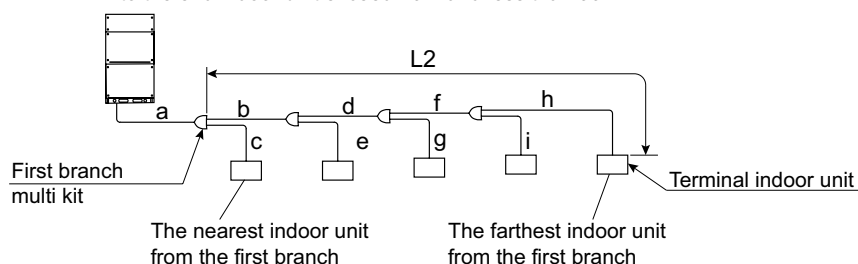 L2
a
b
d
f
h
c
e
g
i
First branch
multi kit
Terminal indoor unit
The nearest indoor unit
from the first branch
The farthest indoor unit
from the first branch